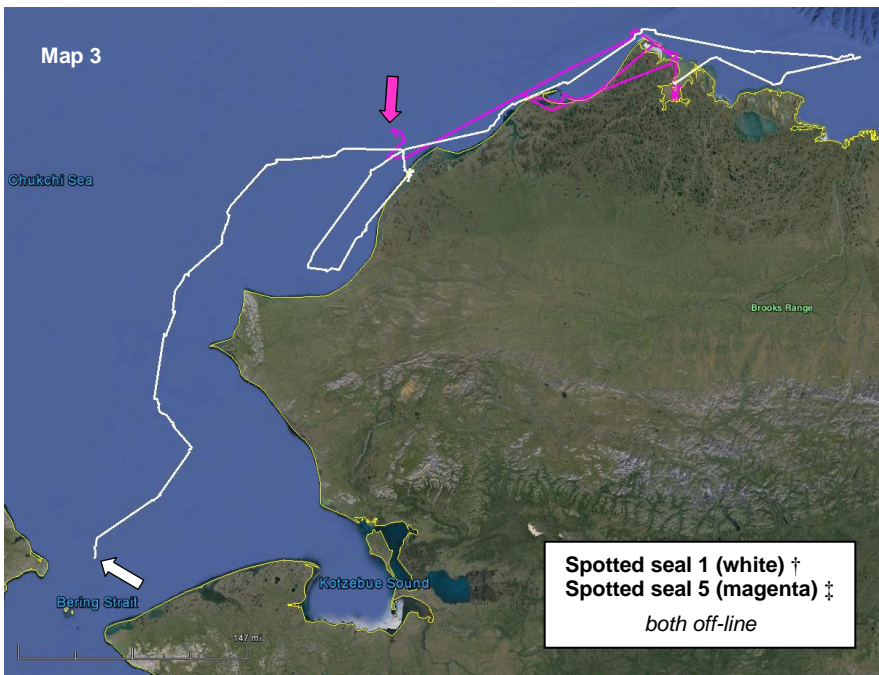 Map 3
Chukchi Sea
Brooks Range
Kotzebue Sound
Bering Strait
147 mi
Spotted seal 1 (white) †
Spotted seal 5 (magenta) ‡
both off-line